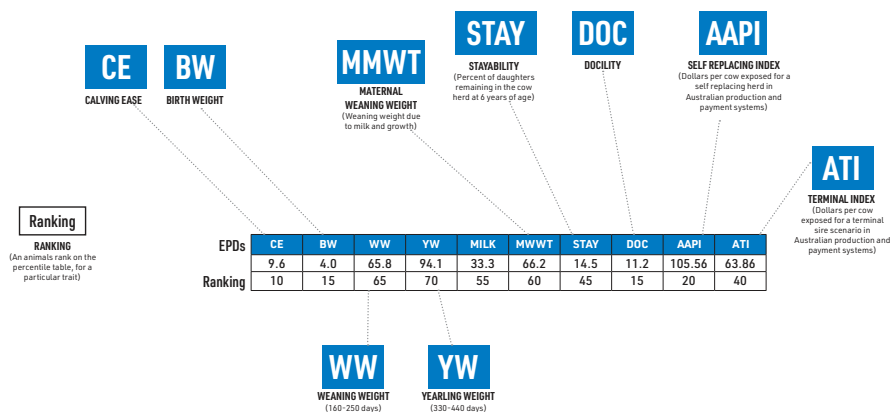 CE
CALVING EASE
BW
BIRTH WEIGHT
MMWT
MATERNAL
WEANING WEIGHT
(Weaning weight due
to milk and growth)
STAY
STAYABILITY
(Percent of daughters
remaining in the cow
herd at 6 years of age)
DOC
DOCILITY
AAPI
SELF REPLACING INDEX
(Dollars per cow exposed for a
self replacing herd in
Australian production and
payment systems)
ATI
TERMINAL INDEX
(Dollars per cow
exposed for a terminal
sire scenario in
Australian production and
payment systems)
Ranking
RANKING
(An animals rank on the
percentile table, for a
particular trait)
EPDs CE BW WW YW MILK MWWT STAY DOC AAPI ATI
9.6 4.0 65.8 94.1 33.3 66.2 14.5 11.2 105.56 63.86
Ranking 10 15 65 70 55 60 45 15 20 40
WW
WEANING WEIGHT
(160-250 days)
YW
YEARLING WEIGHT
(330-440 days)